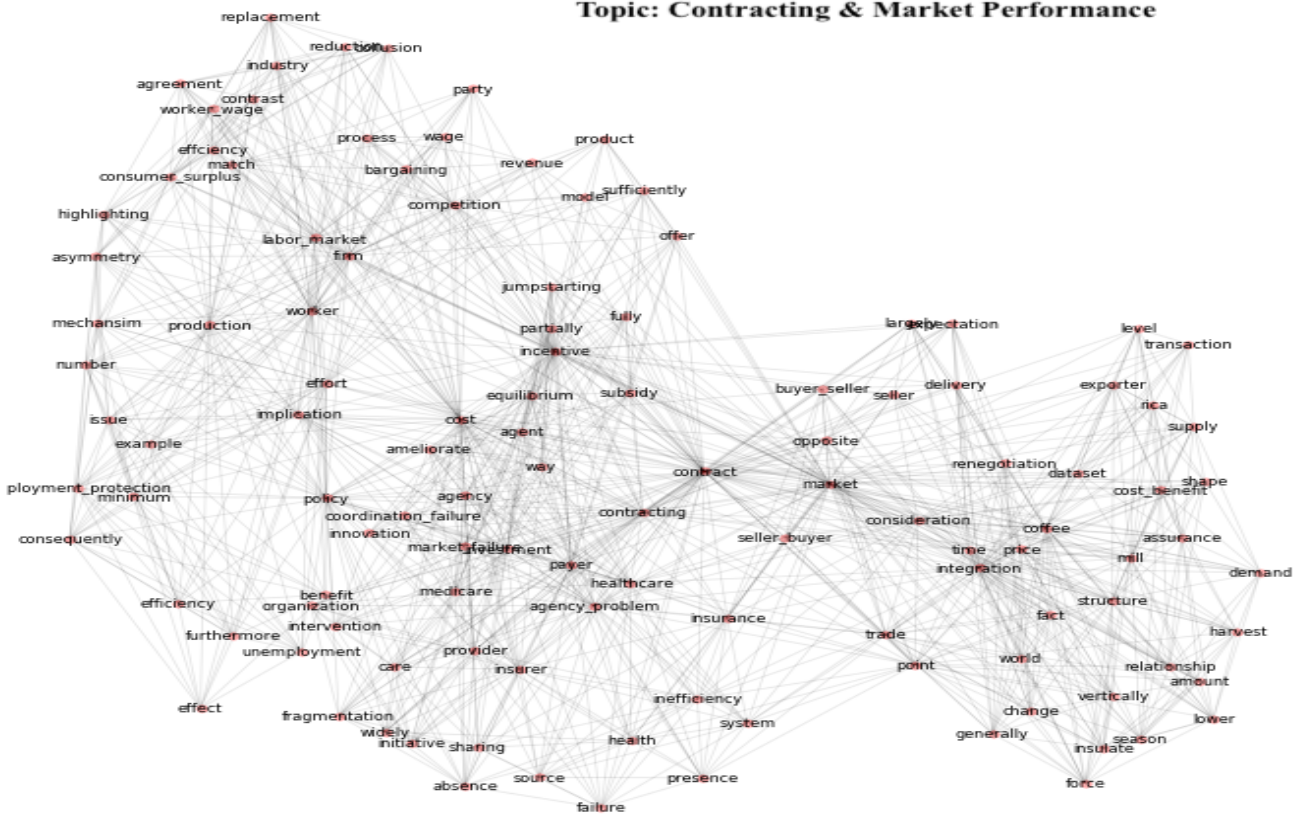 Topic: Contracting & Market Performance
replacement
reduction
industry
agreement
contrast
party
worker_wage
process
wage
product
effciency
match
revenue
bargaining
consumer_surplus
sufficiently
model
competition
highlighting
offer
labor_market
firm
asymmetry
jumpstarting
worker
fully
mechansim
production
partially
largely
expectation
level
transaction
incentive
number
effort
buyer_seller
delivery
exporter
equilibrium
subsidy
seller
rica
implication
issue
cost
supply
agent
example
opposite
ameliorate
way
renegotiation
contract
dataset
market
shape
ployment_protection
cost_benefit
minimum
policy
agency
coordination_failure
contracting
consideration
coffee
innovation
seller_buyer
assurance
consequently
market_failure
investment
time
price
mill
payer
integration
demand
healthcare
medicare
benefit
structure
efficiency
organization
agency_problem
fact
insurance
intervention
harvest
furthermore
trade
unemployment
provider
world
point
care
insurer
relationship
amount
vertically
inefficiency
effect
change
fragmentation
lower
system
widely
generally
initiative
health
season
sharing
insulate
source
presence
force
absence
failure